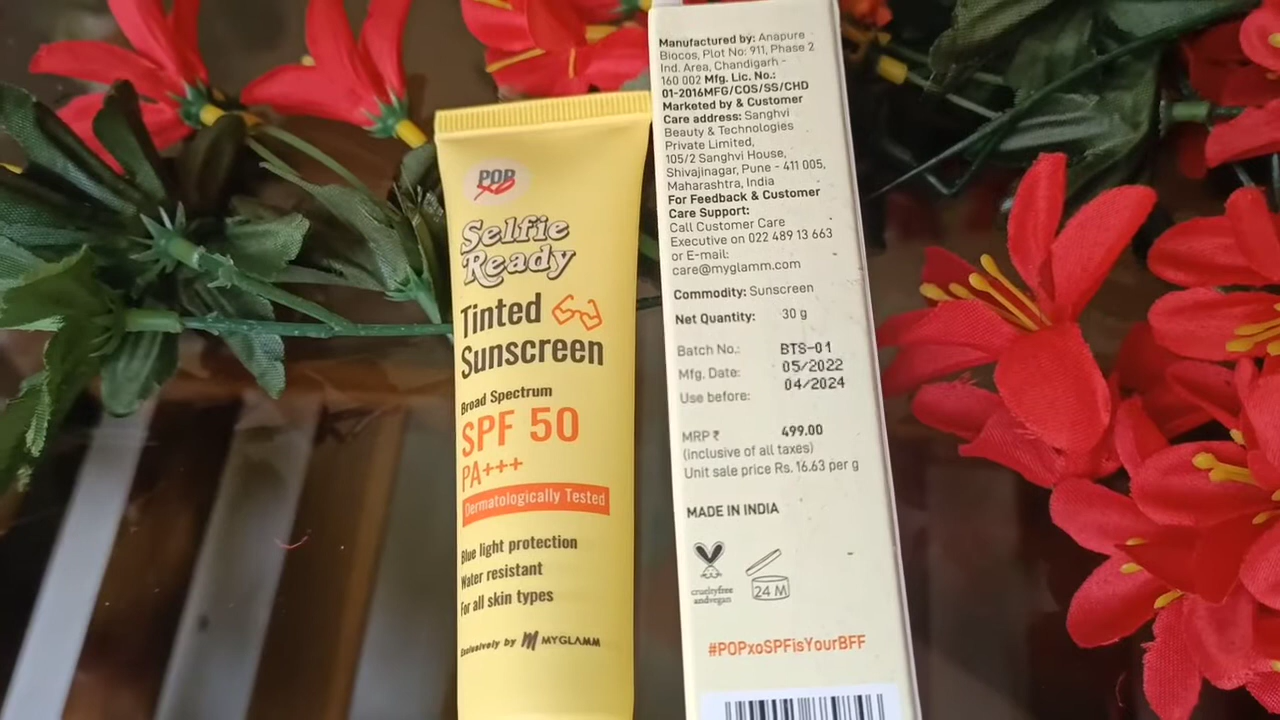 POP
xo
Selfie
Ready
Tinted
Sunscreen
Broad Spectrum
SPF 50
PA+++
Dermatologically Tested
Blue light protection
Water resistant
For all skin types
Exclusively by M MYGLAMM
Manufactured by: Anapure
Biocos, Plot No: 911, Phase 2
Ind. Area, Chandigarh -
160 002 Mfg. Lic. No.:
01-2016MFG/COS/SS/CHD
Marketed by & Customer
Care address: Sanghvi
Beauty & Technologies
Private Limited,
105/2 Sanghvi House,
Shivajinagar, Pune - 411 005,
Maharashtra, India
For Feedback & Customer
Care Support:
Call Customer Care
Executive on 022 489 13 663
or E-mail:
care@myglamm.com
Commodity: Sunscreen
Net Quantity: 30 g
Batch No.: BTS-01
Mfg. Date: 05/2022
Use before: 04/2024
MRP ₹ 499.00
(inclusive of all taxes)
Unit sale price Rs. 16.63 per g
MADE IN INDIA
crueltyfree
andvegan
24 M
#POPxoSPFisYourBFF